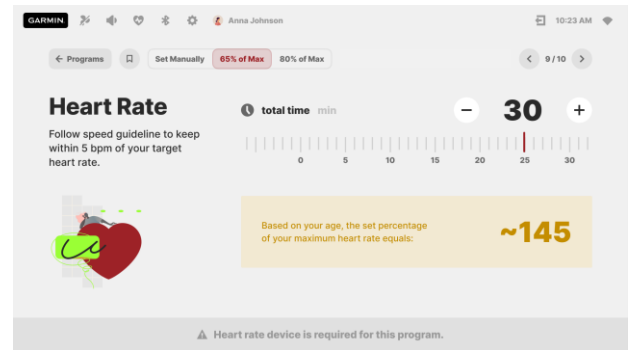 GARMIN
Anna Johnson
10:23 AM
Programs
Set Manually
65% of Max
80% of Max
9/10
Heart Rate
Follow speed guideline to keep
within 5 bpm of your target
heart rate.
total time min
30
0 5 10 15 20 25 30
Based on your age, the set percentage
of your maximum heart rate equals:
~145
Heart rate device is required for this program.